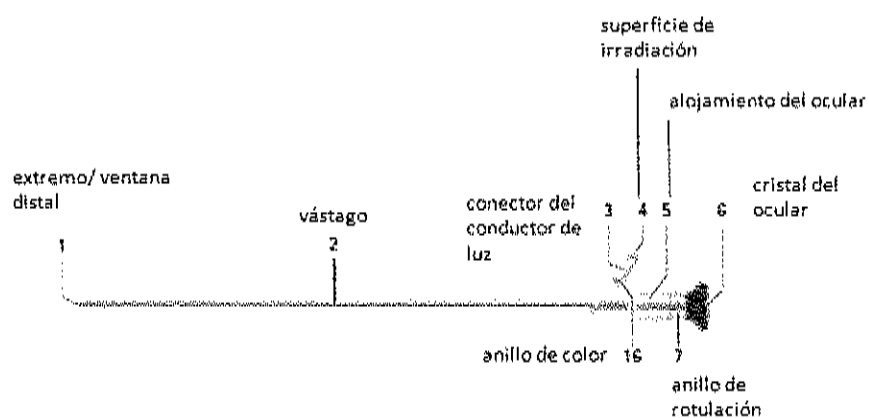 superficie de
irradiación
alojamiento del ocular
extremo/ ventana
distal
1
vástago
2
conector del
conductor de
luz
3 4 5 6
cristal del
ocular
anillo de color 16 7
anillo de
rotulación